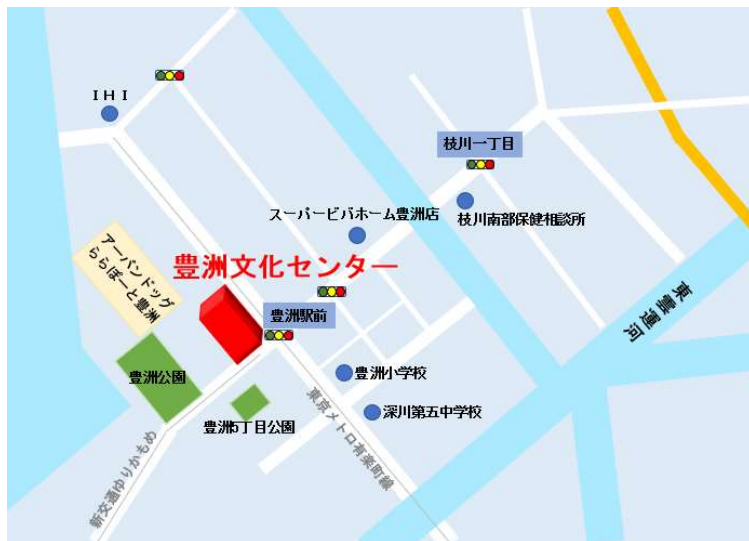 ＩＨＩ
枝川一丁目
スーパービバホーム豊洲店
枝川南部保健相談所
アーバンドッグ
ららぽーと豊洲
豊洲文化センター
東雲運河
豊洲駅前
豊洲公園
豊洲小学校
深川第五中学校
豊洲5丁目公園
東京メトロ有楽町線
新交通ゆりかもめ